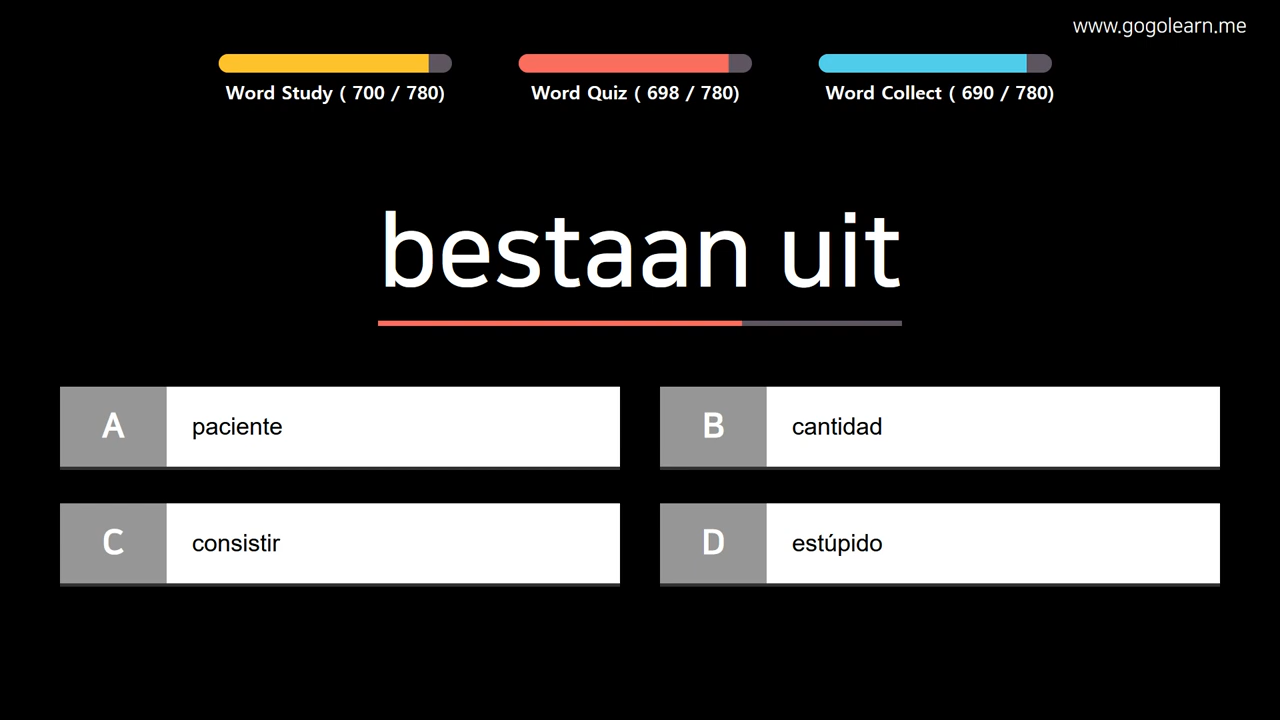 www.gogolearn.me
Word Study ( 700 / 780)
Word Quiz ( 698 / 780)
Word Collect ( 690 / 780)
bestaan uit
A paciente
B cantidad
C consistir
D estúpido